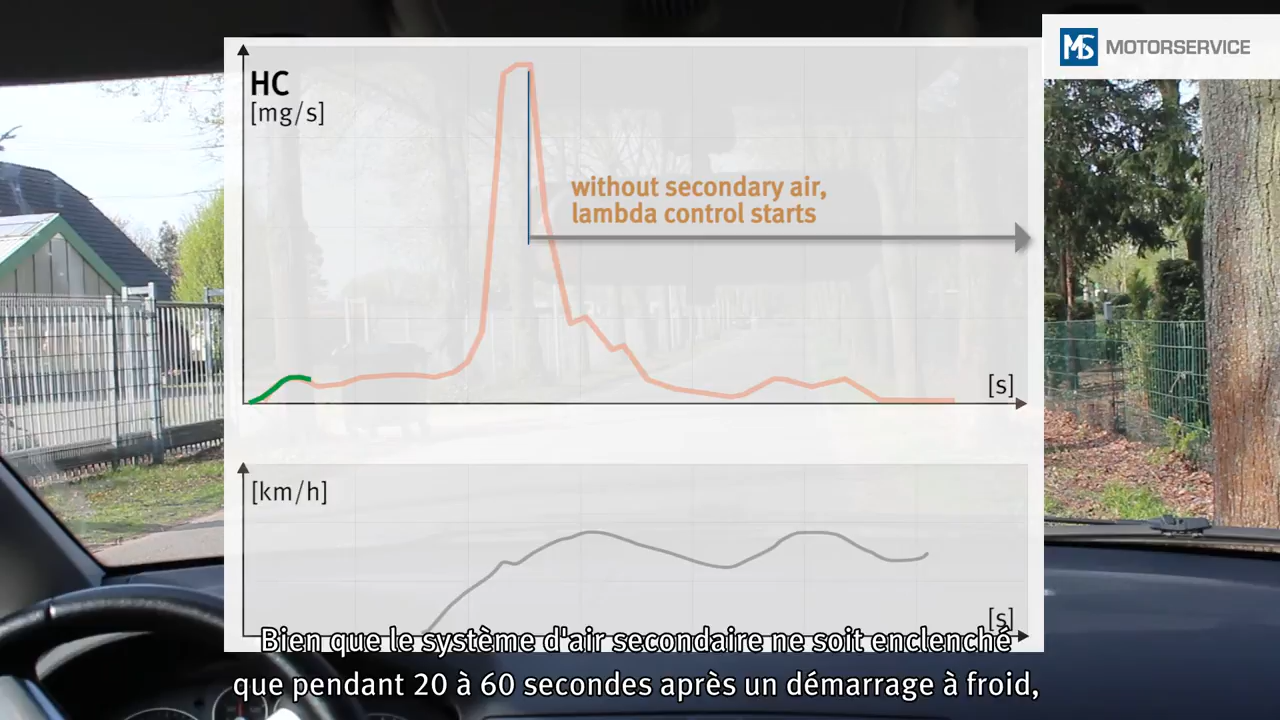 MS MOTORSERVICE
HC
[mg/s]
without secondary air,
lambda control starts
[s]
[km/h]
[s]
Bien que le système d'air secondaire ne soit enclenché
que pendant 20 à 60 secondes après un démarrage à froid,